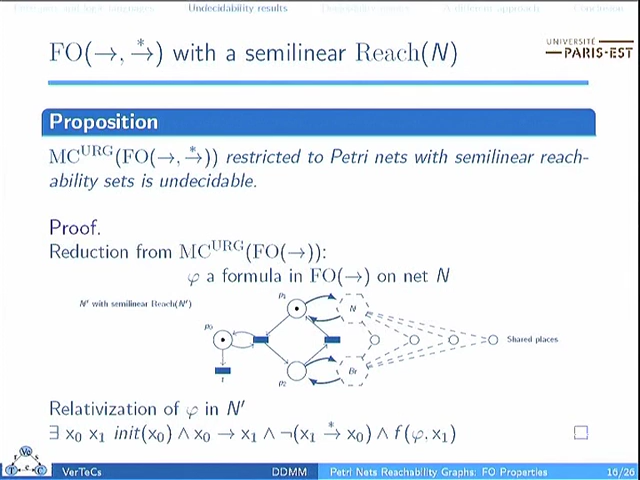 Undecidability results
FO(→, →*) with a semilinear Reach(N)
UNIVERSITÉ
PARIS-EST
Proposition
MC^URG(FO(→, →*)) restricted to Petri nets with semilinear reach-
ability sets is undecidable.
Proof.
Reduction from MC^URG(FO(→)):
φ a formula in FO(→) on net N
N' with semilinear Reach(N')
p₁
N
p₀
Shared places
t
p₂
Br
Relativization of φ in N'
∃ x₀ x₁ init(x₀) ∧ x₀ → x₁ ∧ ¬(x₁ →* x₀) ∧ f(φ, x₁)
VerTeCs
DDMM
Petri Nets Reachability Graphs: FO Properties
16/26